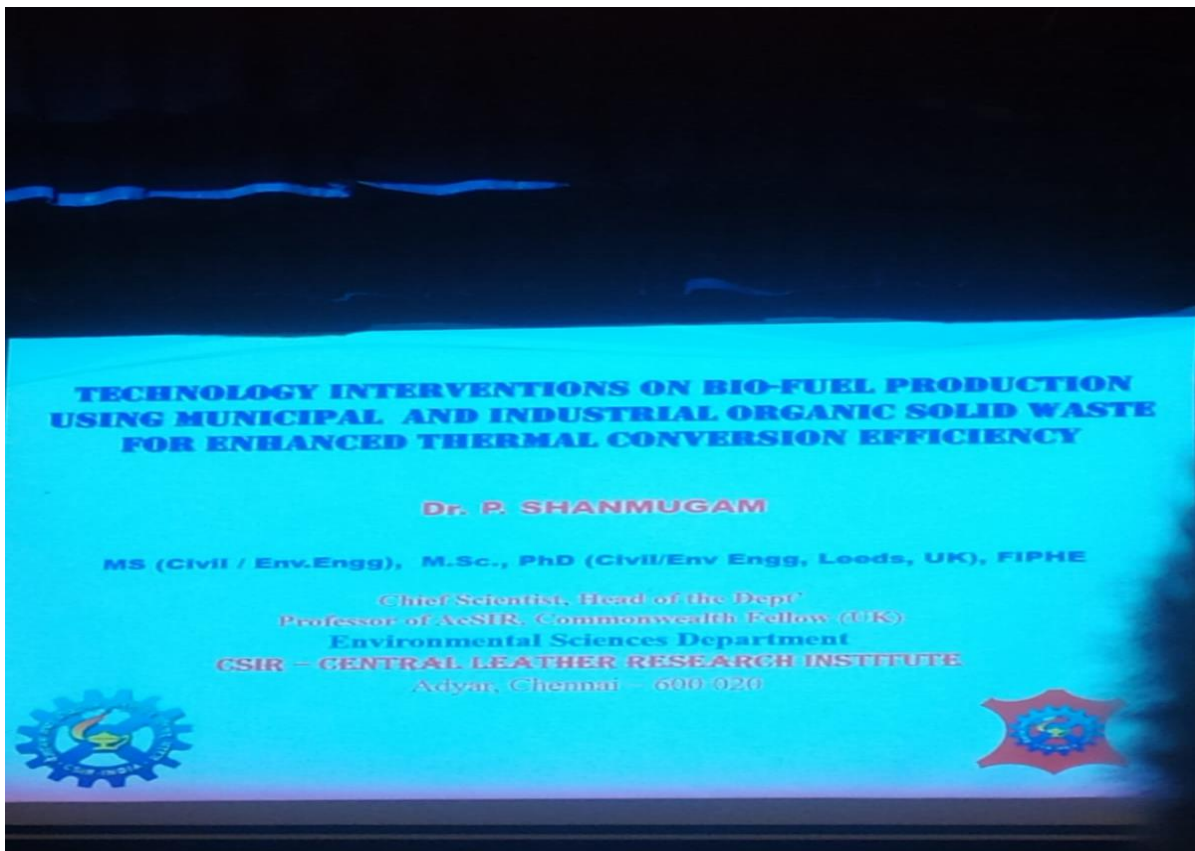 TECHNOLOGY INTERVENTIONS ON BIO-FUEL PRODUCTION
USING MUNICIPAL AND INDUSTRIAL ORGANIC SOLID WASTE
FOR ENHANCED THERMAL CONVERSION EFFICIENCY
Dr. P. SHANMUGAM
MS (Civil / Env.Engg), M.Sc., PhD (Civil/Env Engg, Leeds, UK), FIPHE
Chief Scientist, Head of the Dept'
Professor of AcSIR, Commonwealth Fellow (UK)
Environmental Sciences Department
CSIR – CENTRAL LEATHER RESEARCH INSTITUTE
Adyar, Chennai – 600 020
CSIR-INDIA